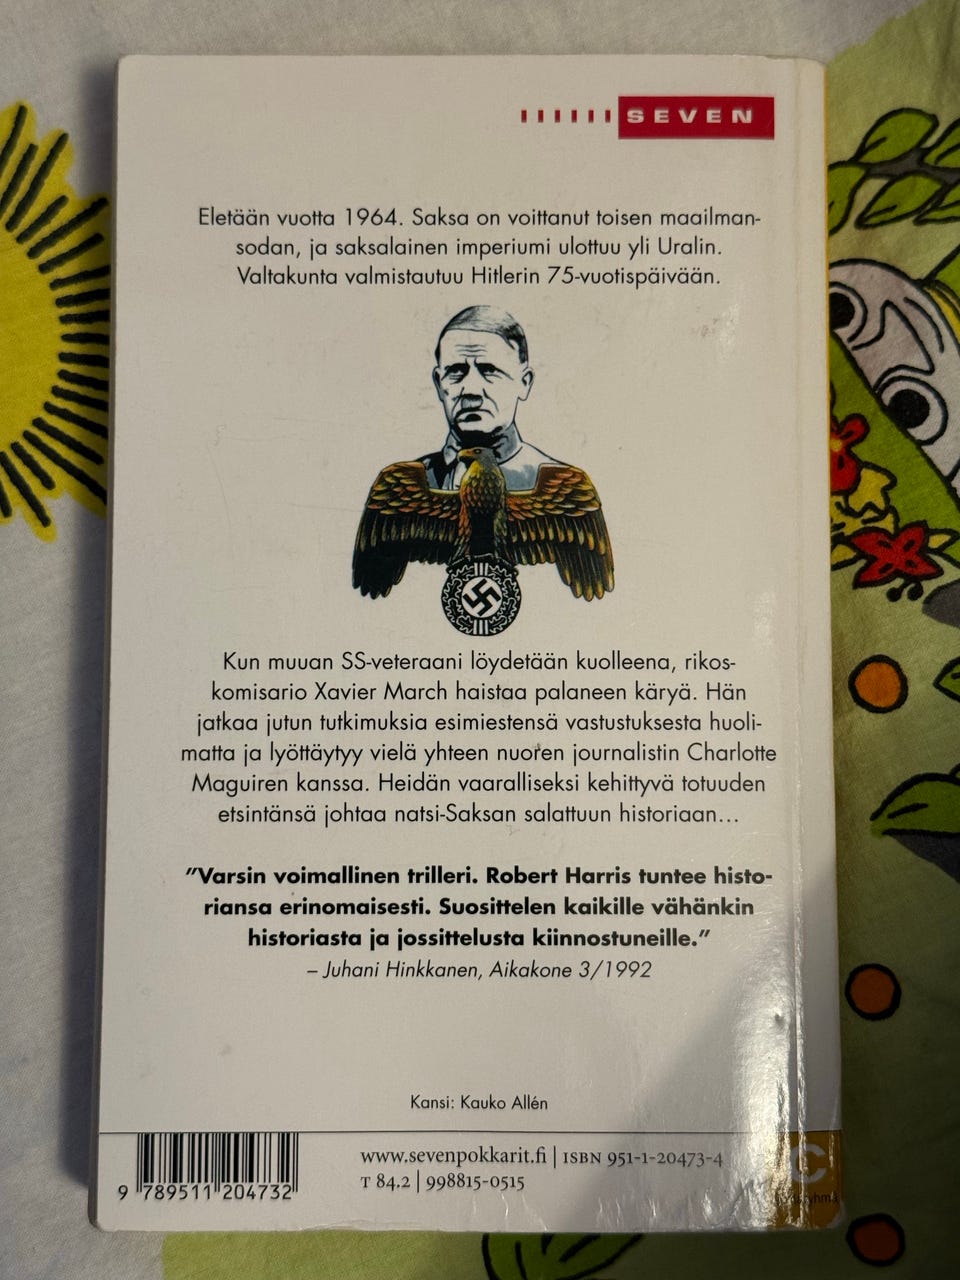 SEVEN
Eletään vuotta 1964. Saksa on voittanut toisen maailman-
sodan, ja saksalainen imperiumi ulottuu yli Uralin.
Valtakunta valmistautuu Hitlerin 75-vuotispäivään.
Kun muuan SS-veteraani löydetään kuolleena, rikos-
komisario Xavier March haistaa palaneen käryä. Hän
jatkaa jutun tutkimuksia esimiestensä vastustuksesta huoli-
matta ja lyöttäytyy vielä yhteen nuoren journalistin Charlotte
Maguiren kanssa. Heidän vaaralliseksi kehittyvä totuuden
etsintänsä johtaa natsi-Saksan salattuun historiaan...
”Varsin voimallinen trilleri. Robert Harris tuntee histo-
riansa erinomaisesti. Suosittelen kaikille vähänkin
historiasta ja jossittelusta kiinnostuneille.”
– Juhani Hinkkanen, Aikakone 3/1992
Kansi: Kauko Allén
www.sevenpokkarit.fi | ISBN 951-1-20473-4
T 84.2 | 998815-0515
9 789511 204732